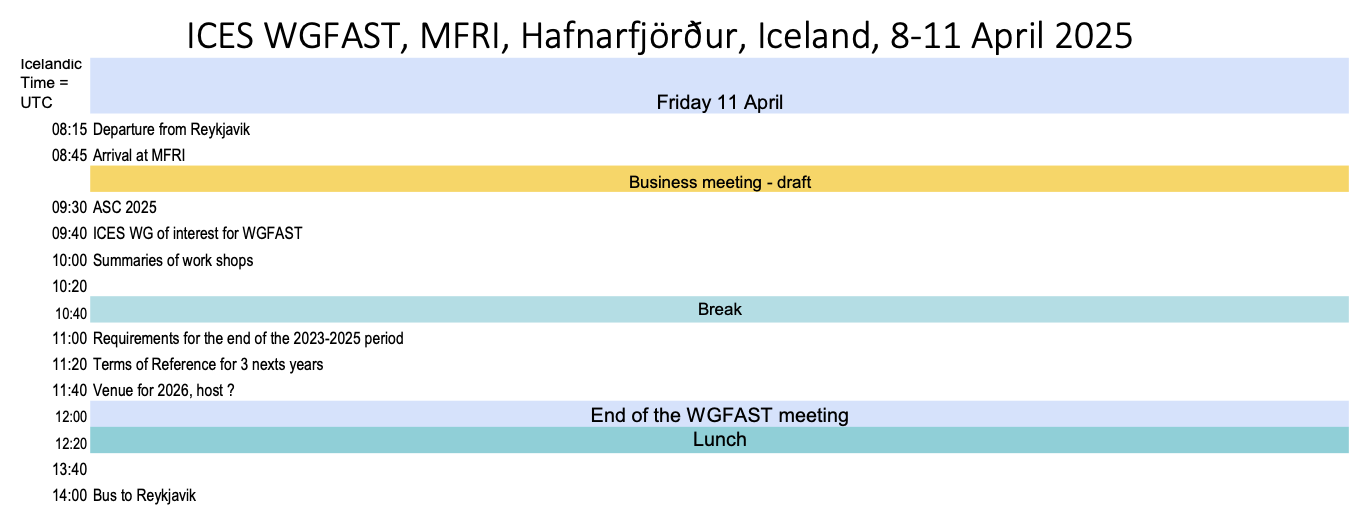 ICES WGFAST, MFRI, Hafnarfjörður, Iceland, 8-11 April 2025
Icelandic
Time =
UTC
Friday 11 April
08:15 Departure from Reykjavik
08:45 Arrival at MFRI
Business meeting - draft
09:30 ASC 2025
09:40 ICES WG of interest for WGFAST
10:00 Summaries of work shops
10:20
10:40 Break
11:00 Requirements for the end of the 2023-2025 period
11:20 Terms of Reference for 3 nexts years
11:40 Venue for 2026, host ?
12:00 End of the WGFAST meeting
12:20 Lunch
13:40
14:00 Bus to Reykjavik